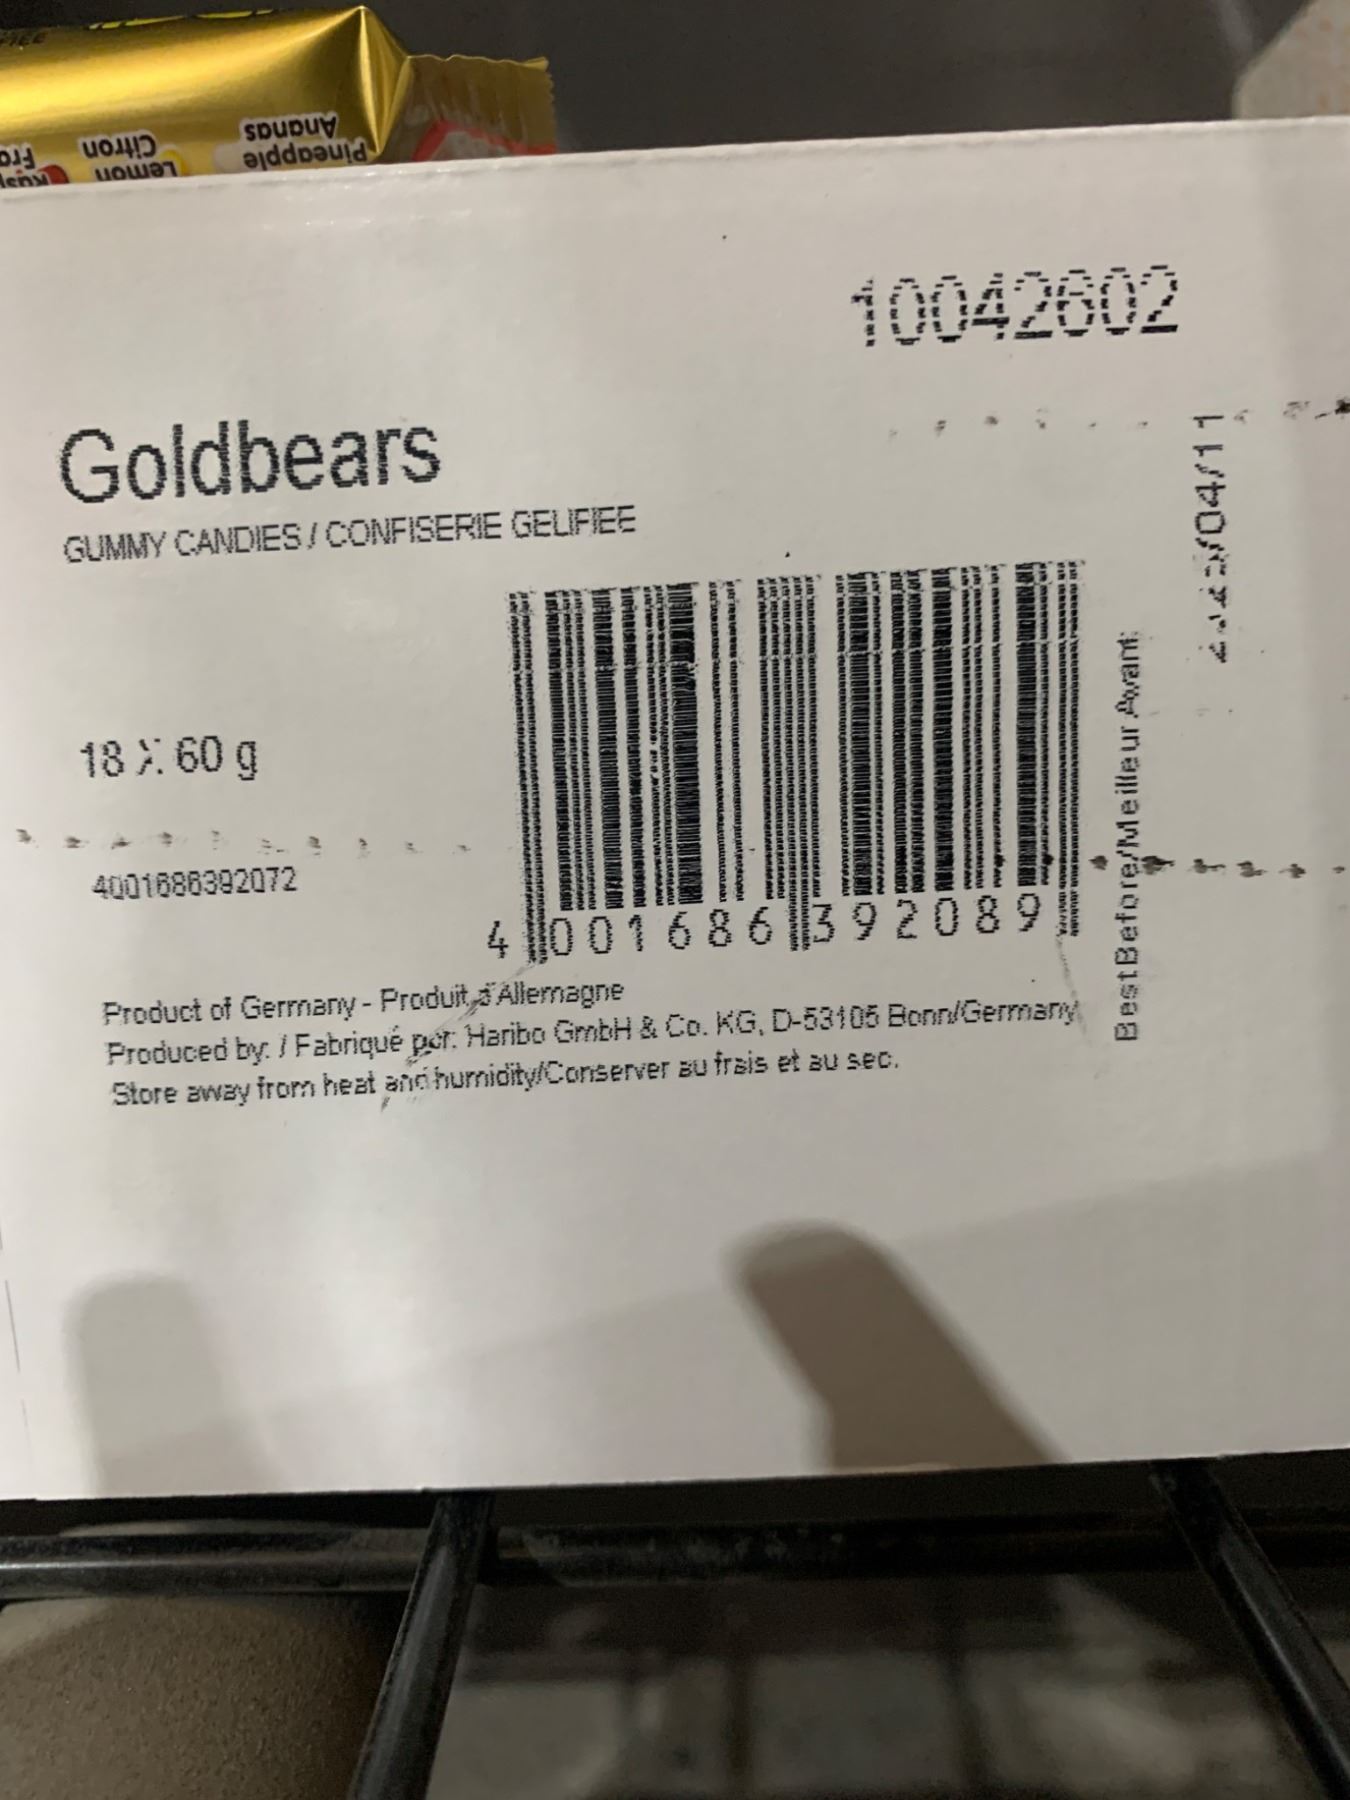 Pineapple
Ananas
Lemon
Citron
10042602
Goldbears
GUMMY CANDIES / CONFISERIE GELIFIEE
18 X 60 g
4001686392072
4 001686 392089
Product of Germany - Produit d'Allemagne
Produced by: / Fabriqué par: Haribo GmbH & Co. KG, D-53105 Bonn/Germany
Store away from heat and humidity/Conserver au frais et au sec.
Best Before/Meilleur Avant:
/04/11